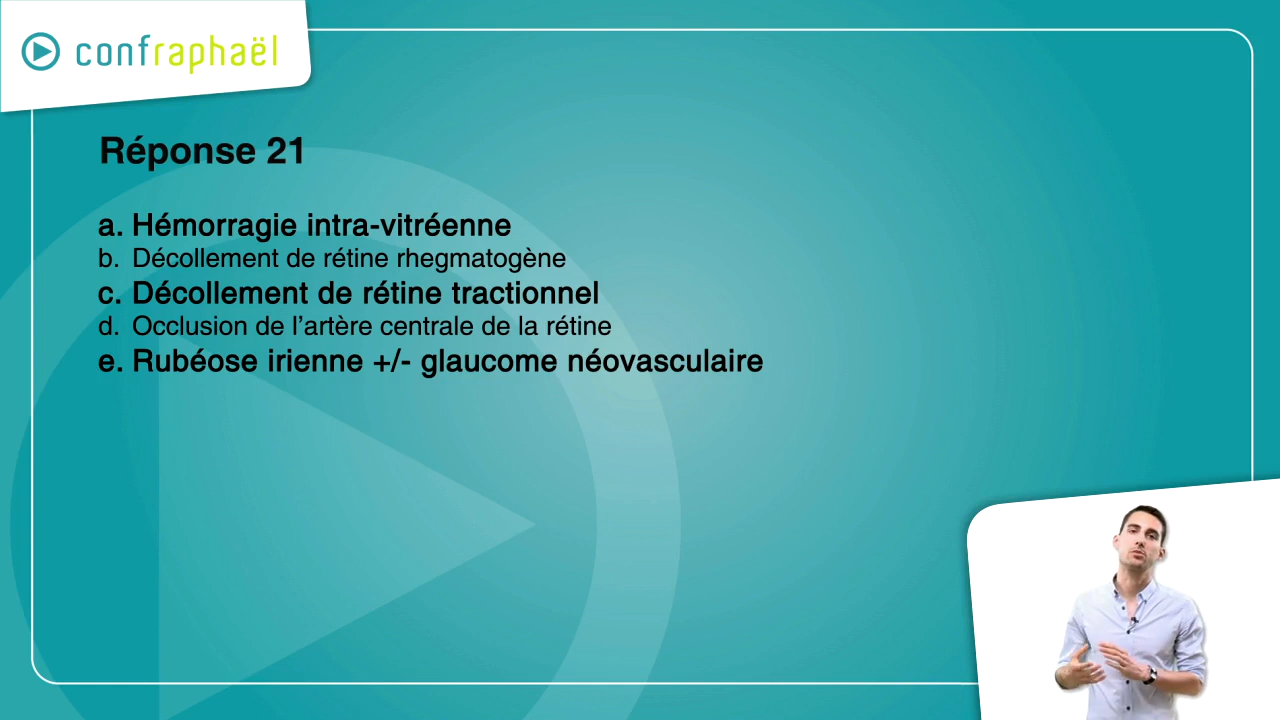 confraphaël
Réponse 21
a. Hémorragie intra-vitréenne
b. Décollement de rétine rhegmatogène
c. Décollement de rétine tractionnel
d. Occlusion de l’artère centrale de la rétine
e. Rubéose irienne +/- glaucome néovasculaire